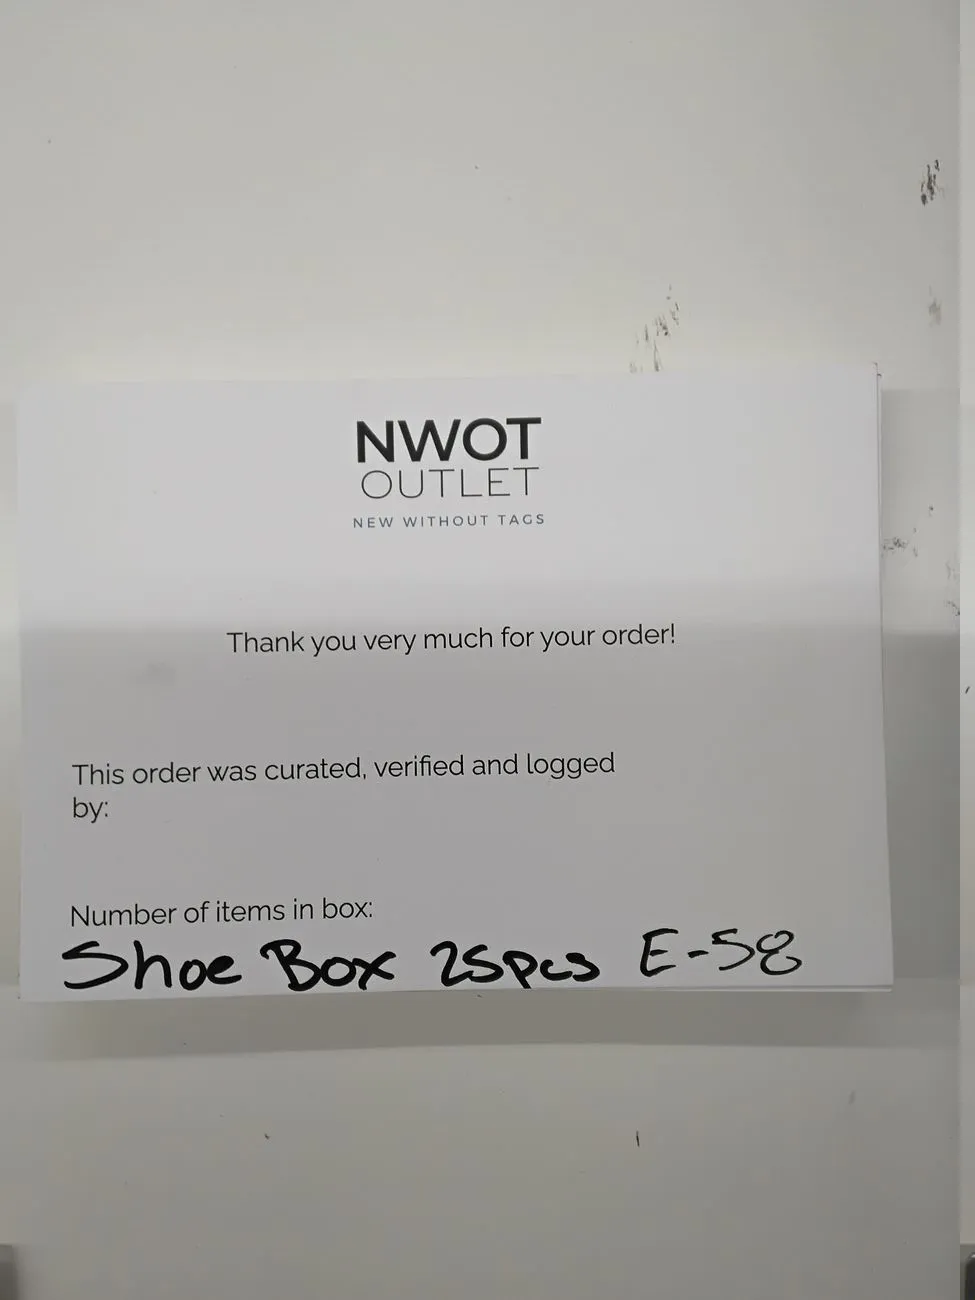 NWOT
OUTLET
NEW WITHOUT TAGS
Thank you very much for your order!
This order was curated, verified and logged
by:
Number of items in box:
Shoe Box 25pcs E-58